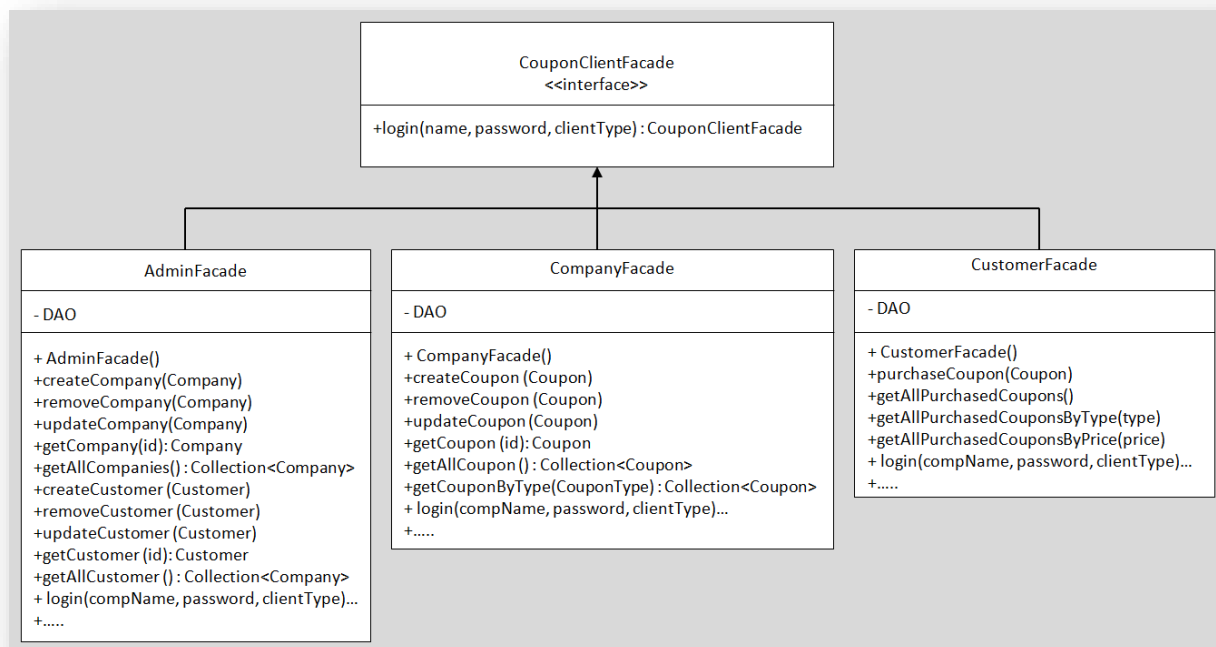 CouponClientFacade
<<interface>>
+login(name, password, clientType) : CouponClientFacade
AdminFacade
- DAO
+ AdminFacade()
+createCompany(Company)
+removeCompany(Company)
+updateCompany(Company)
+getCompany(id): Company
+getAllCompanies() : Collection<Company>
+createCustomer (Customer)
+removeCustomer (Customer)
+updateCustomer (Customer)
+getCustomer (id): Customer
+getAllCustomer () : Collection<Company>
+ login(compName, password, clientType)...
+.....
CompanyFacade
- DAO
+ CompanyFacade()
+createCoupon (Coupon)
+removeCoupon (Coupon)
+updateCoupon (Coupon)
+getCoupon (id): Coupon
+getAllCoupon () : Collection<Coupon>
+getCouponByType(CouponType) : Collection<Coupon>
+ login(compName, password, clientType)...
+.....
CustomerFacade
- DAO
+ CustomerFacade()
+purchaseCoupon(Coupon)
+getAllPurchasedCoupons()
+getAllPurchasedCouponsByType(type)
+getAllPurchasedCouponsByPrice(price)
+ login(compName, password, clientType)...
+.....